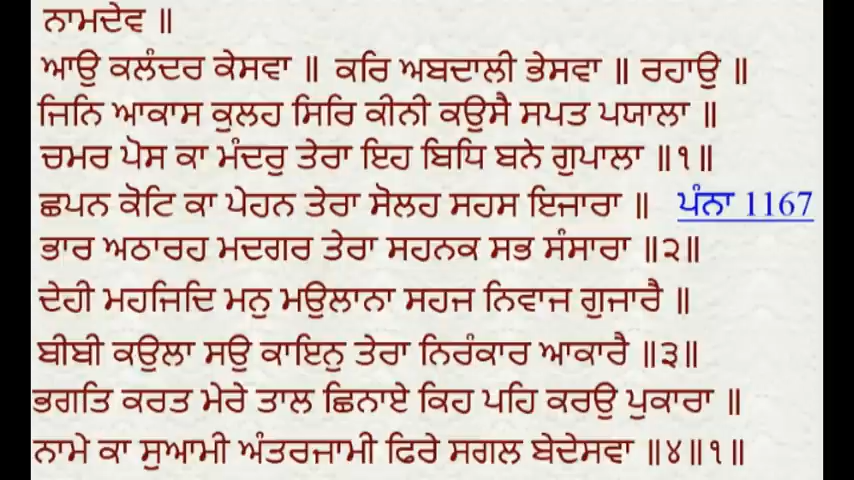 ਨਾਮਦੇਵ ॥
ਆਉ ਕਲੰਦਰ ਕੇਸਵਾ ॥ ਕਰਿ ਅਬਦਾਲੀ ਭੇਸਵਾ ॥ ਰਹਾਉ ॥
ਜਿਨਿ ਆਕਾਸ ਕੁਲਹ ਸਿਰਿ ਕੀਨੀ ਕਉਸੈ ਸਪਤ ਪਯਾਲਾ ॥
ਚਮਰ ਪੋਸ ਕਾ ਮੰਦਰੁ ਤੇਰਾ ਇਹ ਬਿਧਿ ਬਨੇ ਗੁਪਾਲਾ ॥੧॥
ਛਪਨ ਕੋਟਿ ਕਾ ਪੇਹਨ ਤੇਰਾ ਸੋਲਹ ਸਹਸ ਇਜਾਰਾ ॥ ਪੰਨਾ 1167
ਭਾਰ ਅਠਾਰਹ ਮਦਗਰ ਤੇਰਾ ਸਹਨਕ ਸਭ ਸੰਸਾਰਾ ॥੨॥
ਦੇਹੀ ਮਹਜਿਦਿ ਮਨੁ ਮਉਲਾਨਾ ਸਹਜ ਨਿਵਾਜ ਗੁਜਾਰੈ ॥
ਬੀਬੀ ਕਉਲਾ ਸਉ ਕਾਇਨੁ ਤੇਰਾ ਨਿਰੰਕਾਰ ਆਕਾਰੈ ॥੩॥
ਭਗਤਿ ਕਰਤ ਮੇਰੇ ਤਾਲ ਛਿਨਾਏ ਕਿਹ ਪਹਿ ਕਰਉ ਪੁਕਾਰਾ ॥
ਨਾਮੇ ਕਾ ਸੁਆਮੀ ਅੰਤਰਜਾਮੀ ਫਿਰੇ ਸਗਲ ਬੇਦੇਸਵਾ ॥੪॥੧॥